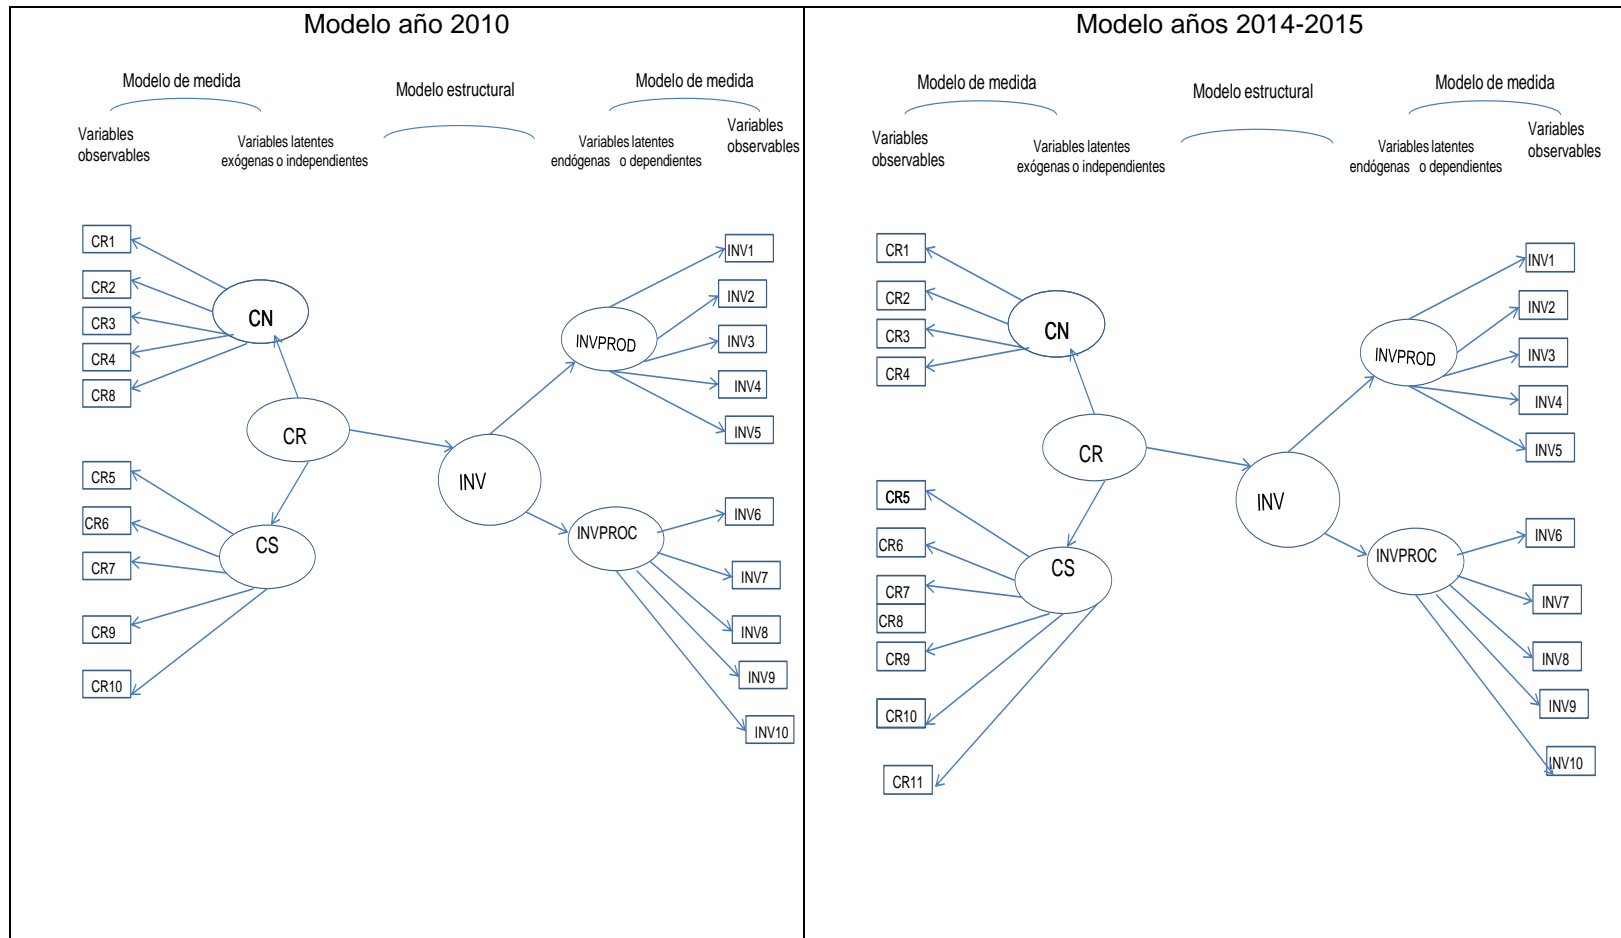 Modelo año 2010
Modelo de medida
Modelo estructural
Modelo de medida
Variables
observables
Variables latentes
exógenas o independientes
Variables latentes
endógenas o dependientes
Variables
observables
CR1
CR2
CR3
CR4
CR8
CN
CR
CR5
CR6
CR7
CR9
CR10
CS
INV
INVPROD
INVPROC
INV1
INV2
INV3
INV4
INV5
INV6
INV7
INV8
INV9
INV10
Modelo años 2014-2015
Modelo de medida
Modelo estructural
Modelo de medida
Variables
observables
Variables latentes
exógenas o independientes
Variables latentes
endógenas o dependientes
Variables
observables
CR1
CR2
CR3
CR4
CN
CR
CR5
CR6
CR7
CR8
CR9
CR10
CR11
CS
INV
INVPROD
INVPROC
INV1
INV2
INV3
INV4
INV5
INV6
INV7
INV8
INV9
INV10